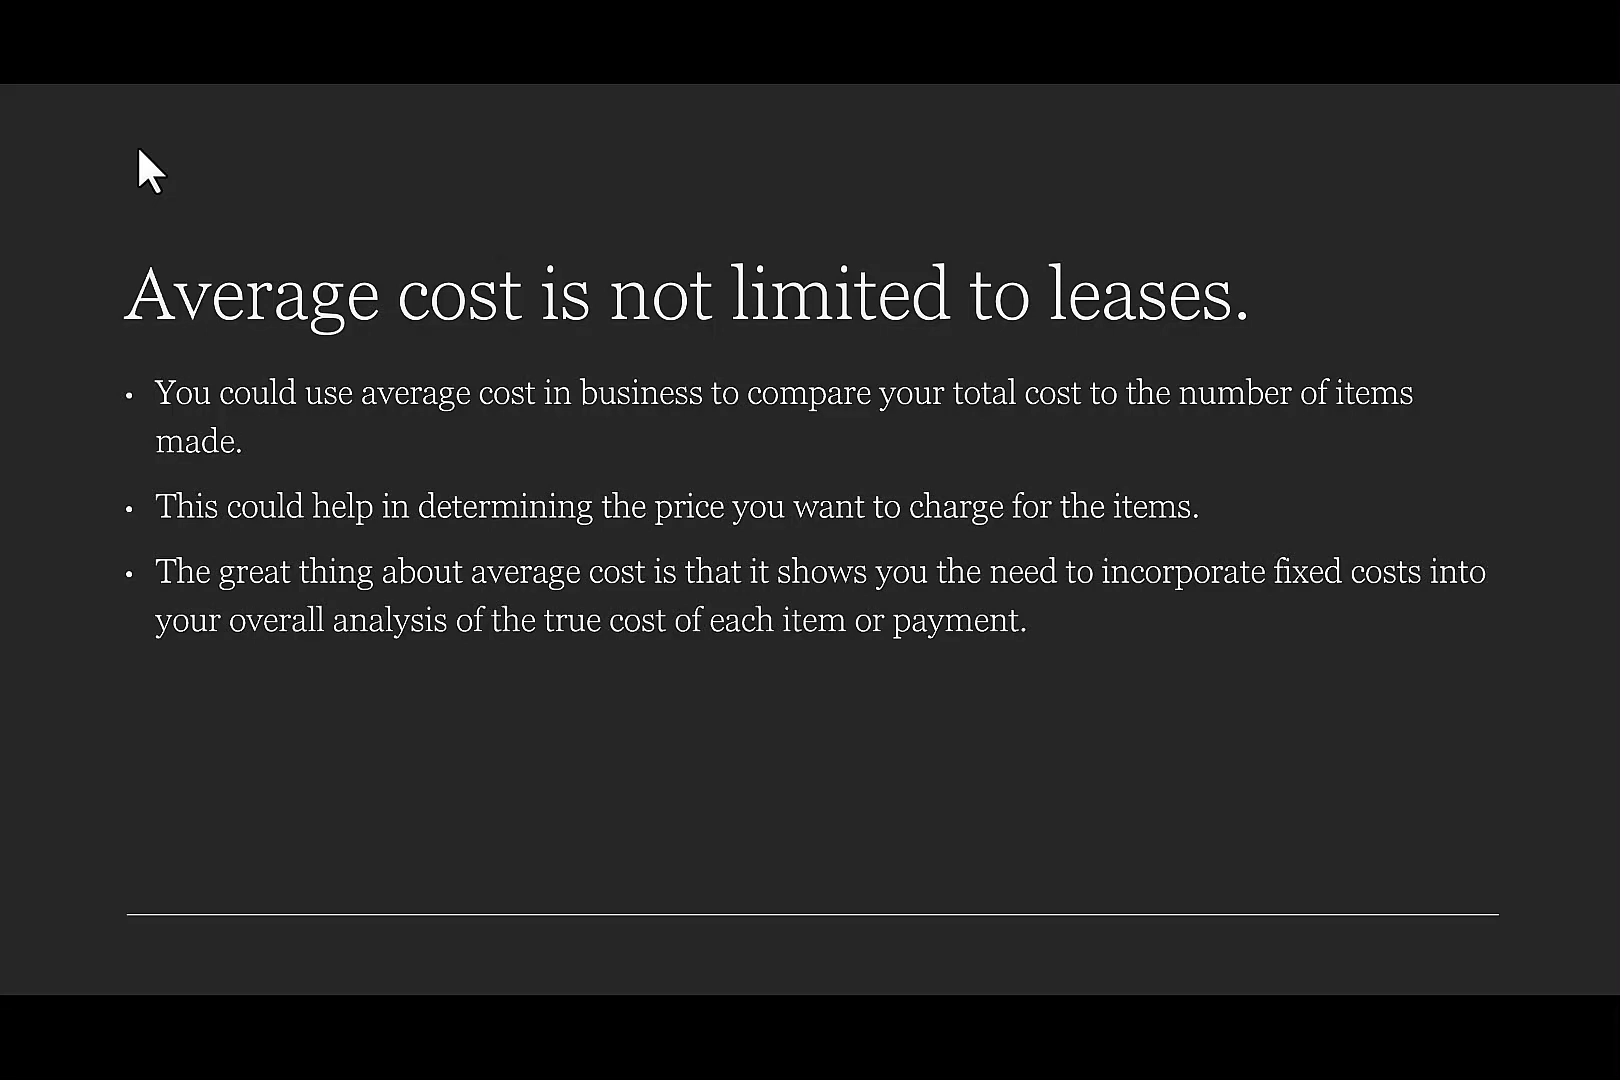 Average cost is not limited to leases.
• You could use average cost in business to compare your total cost to the number of items
made.
• This could help in determining the price you want to charge for the items.
• The great thing about average cost is that it shows you the need to incorporate fixed costs into
your overall analysis of the true cost of each item or payment.